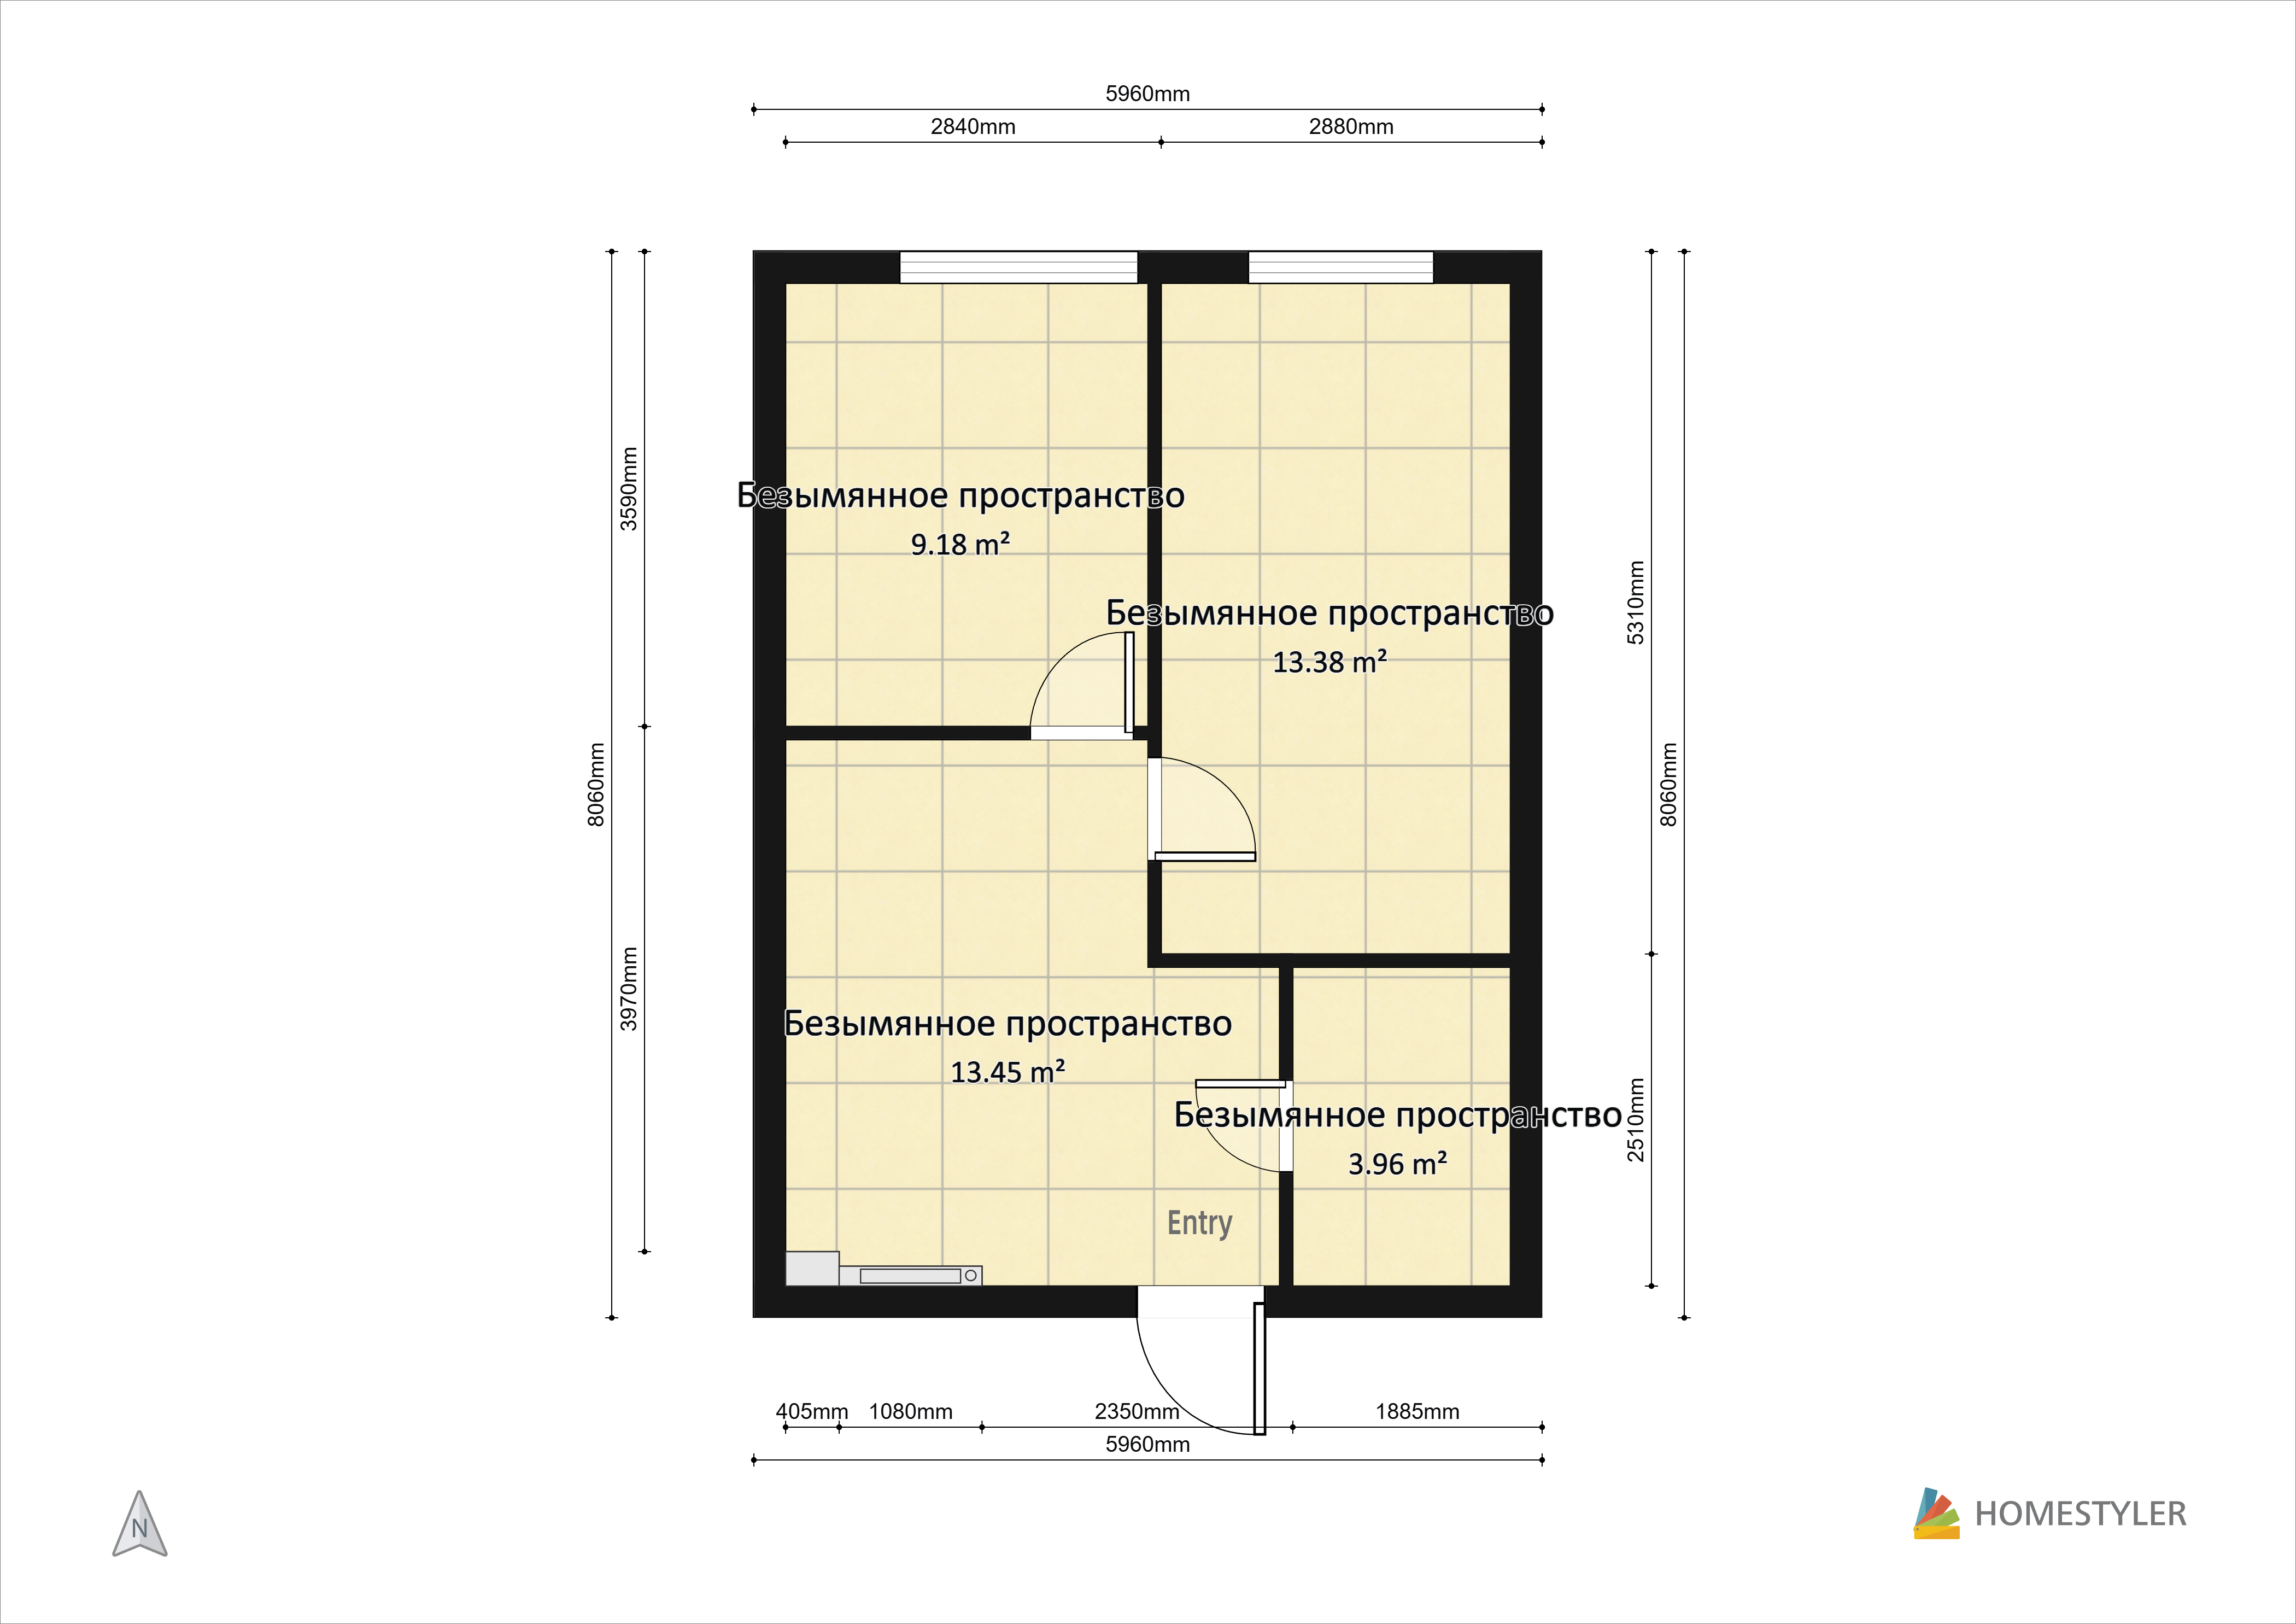 5960mm
2840mm
2880mm
Безымянное пространство
9.18 m²
3590mm
Безымянное пространство
13.38 m²
5310mm
8060mm
8060mm
3970mm
Безымянное пространство
13.45 m²
Безымянное пространство
3.96 m²
2510mm
Entry
405mm
1080mm
2350mm
1885mm
5960mm
N
HOMESTYLER